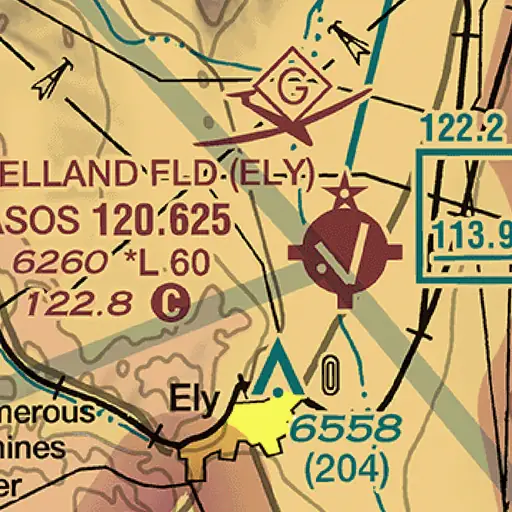 G
122.2
ELLAND FLD (ELY)
ASOS 120.625
113.9
6260 *L 60
122.8 C
Ely
6558
(204)
merous
ines
er